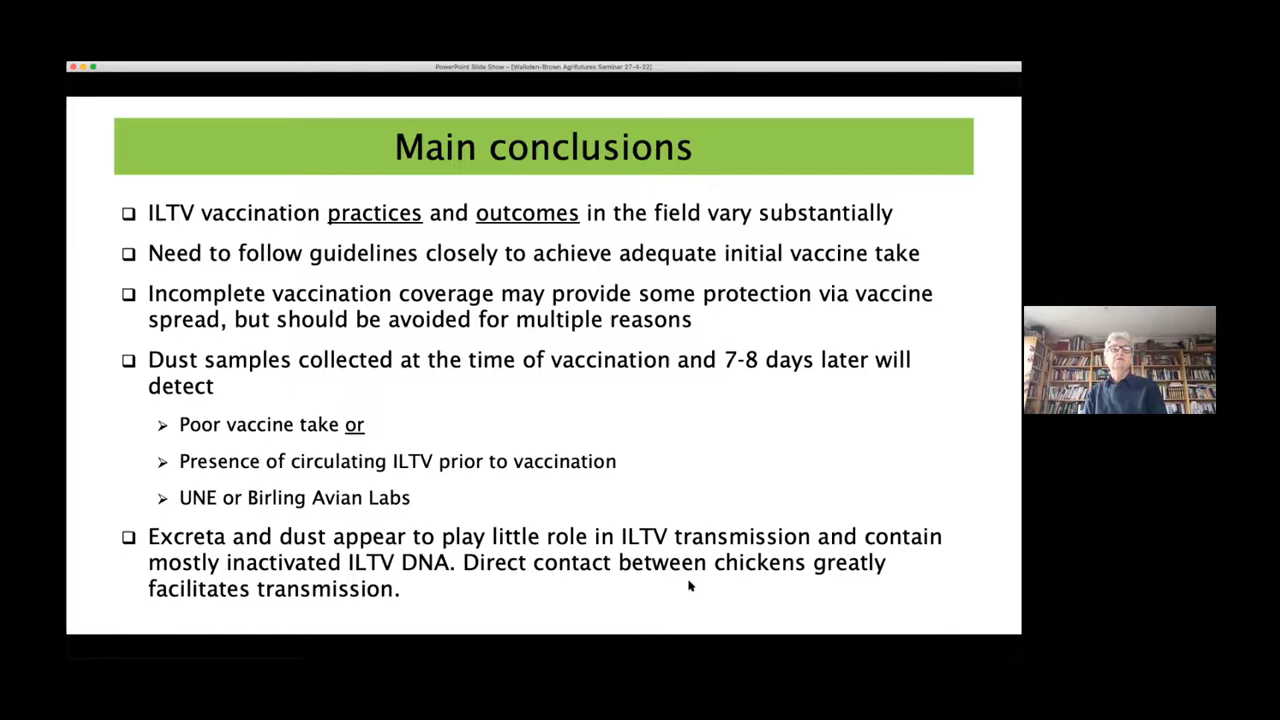 PowerPoint Slide Show - [Walkden-Brown Agrifutures Seminar 27-4-22]
Main conclusions
ILTV vaccination practices and outcomes in the field vary substantially
Need to follow guidelines closely to achieve adequate initial vaccine take
Incomplete vaccination coverage may provide some protection via vaccine
spread, but should be avoided for multiple reasons
Dust samples collected at the time of vaccination and 7-8 days later will
detect
Poor vaccine take or
Presence of circulating ILTV prior to vaccination
UNE or Birling Avian Labs
Excreta and dust appear to play little role in ILTV transmission and contain
mostly inactivated ILTV DNA. Direct contact between chickens greatly
facilitates transmission.